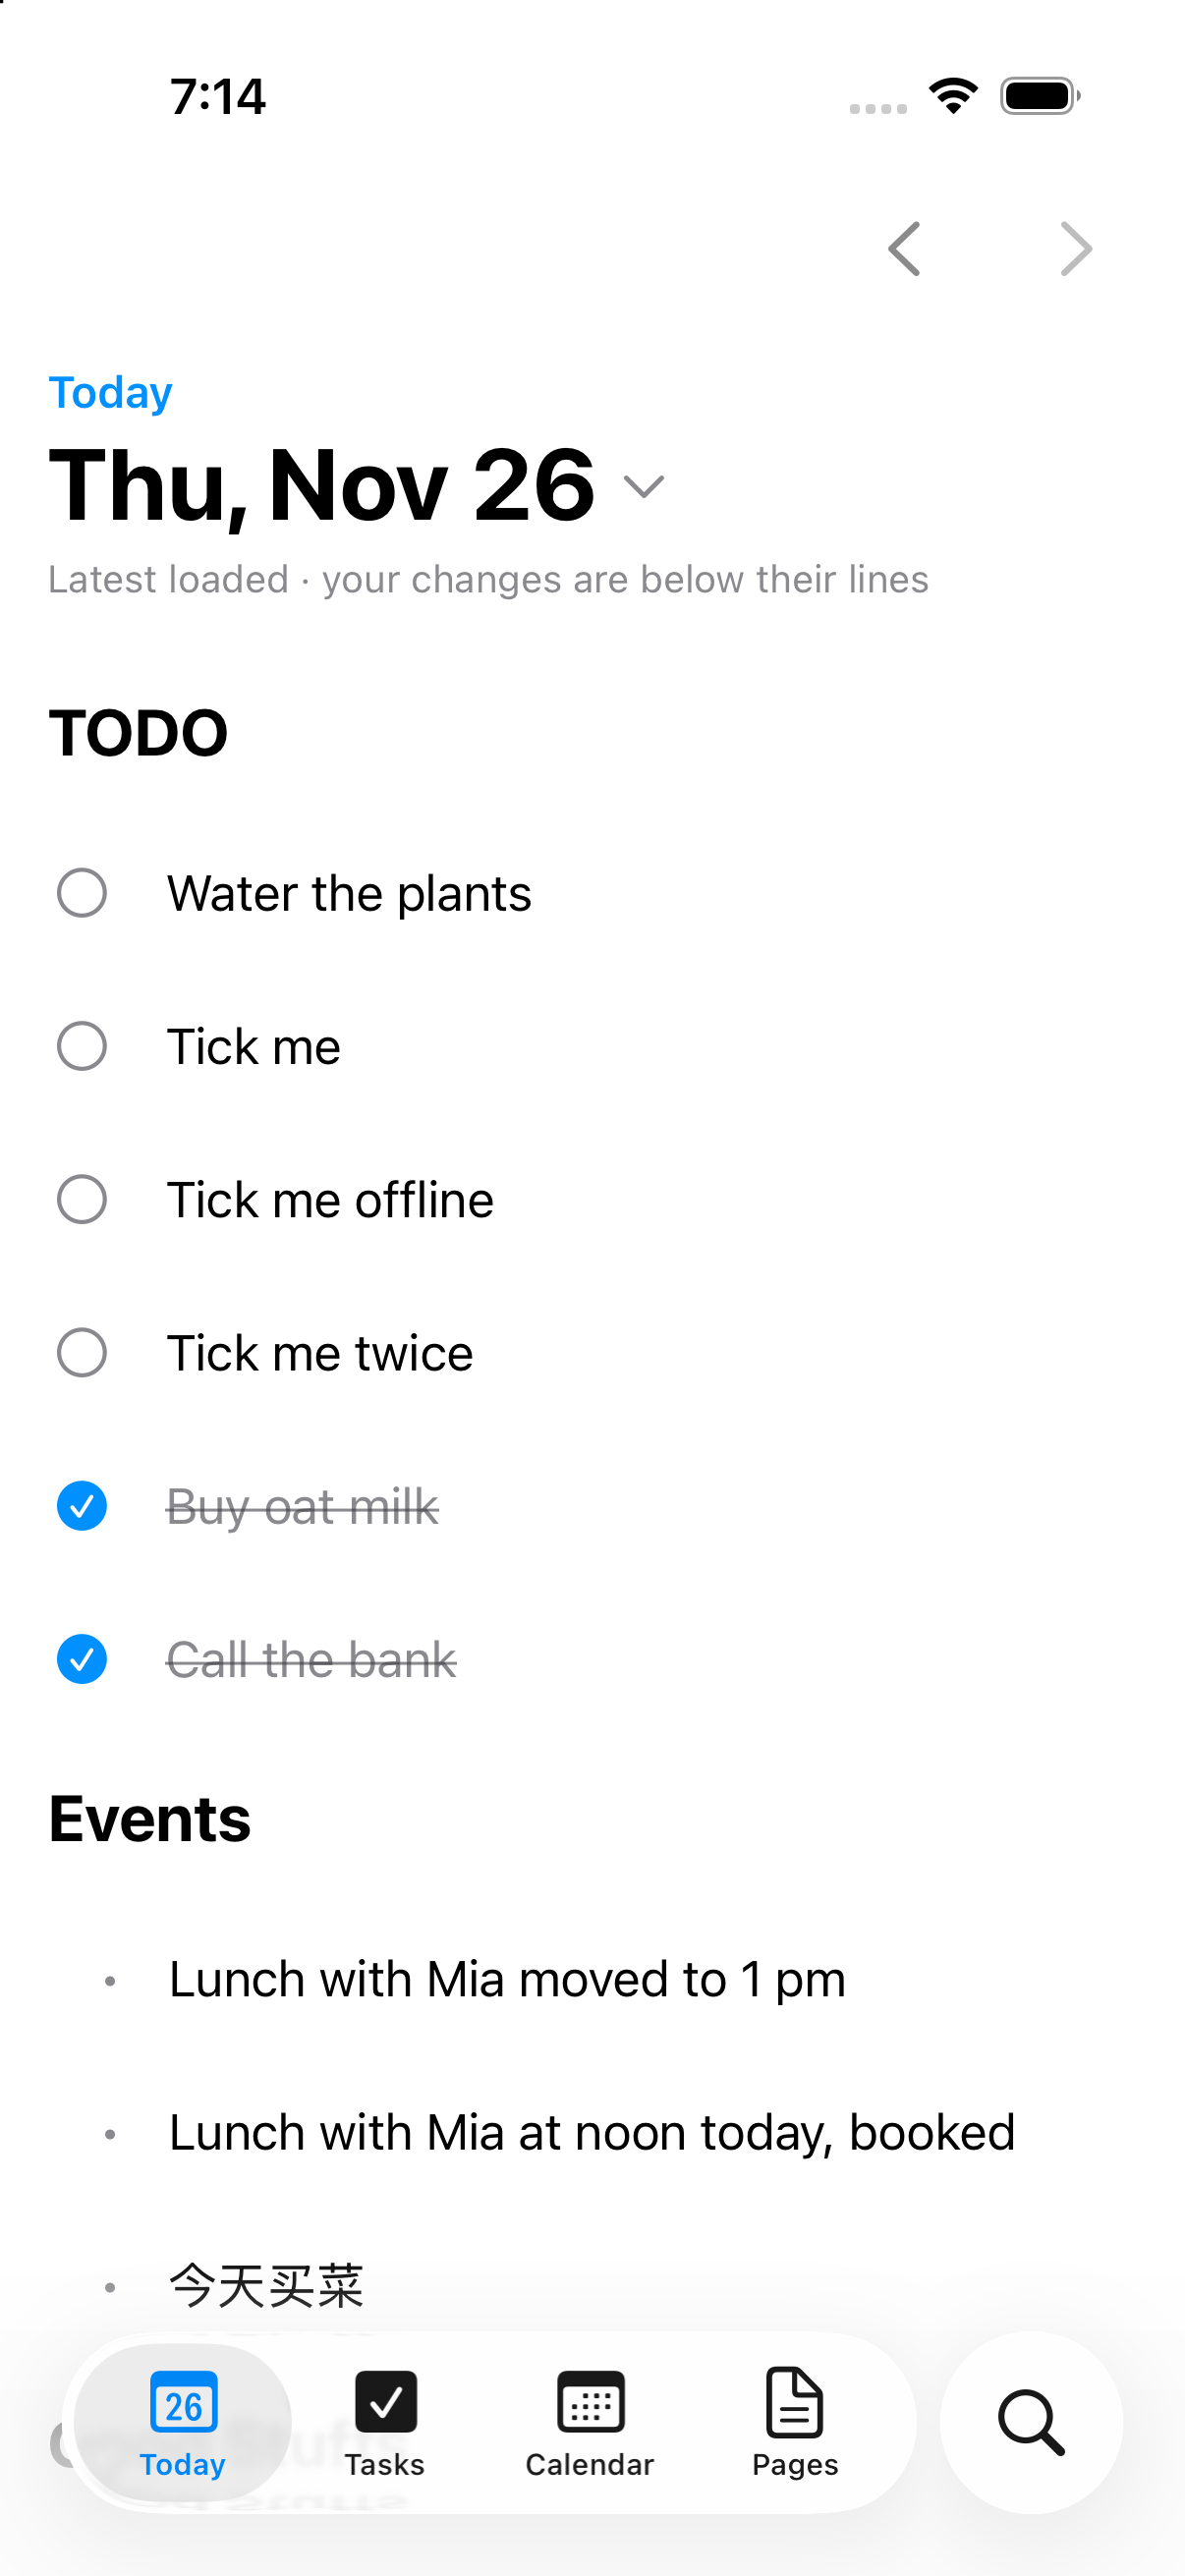 7:14
Today
Thu, Nov 26
Latest loaded · your changes are below their lines
TODO
Water the plants
Tick me
Tick me offline
Tick me twice
Buy oat milk
Call the bank
Events
Lunch with Mia moved to 1 pm
Lunch with Mia at noon today, booked
今天买菜
26
Today
Tasks
Calendar
Pages